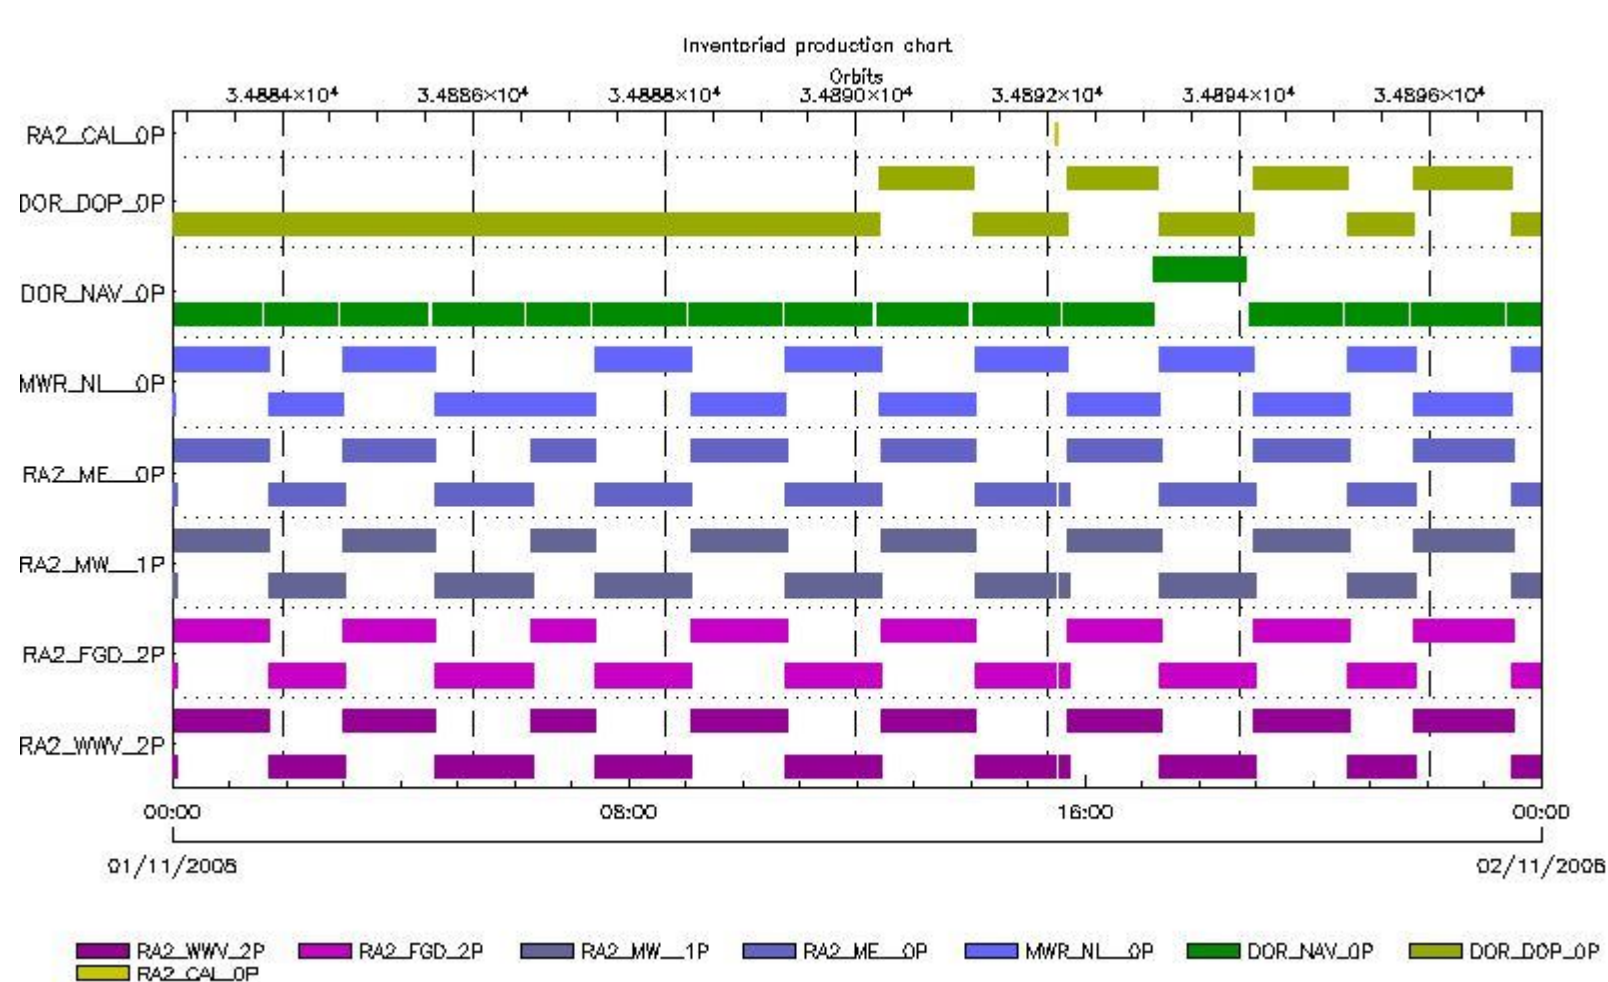 Inventoried production chart
Orbits
3.4884×10⁴ 3.4886×10⁴ 3.4888×10⁴ 3.4890×10⁴ 3.4892×10⁴ 3.4894×10⁴ 3.4896×10⁴
RA2_CAL_0P
DOR_DOP_0P
DOR_NAV_0P
MWR_NL__0P
RA2_ME__0P
RA2_MW__1P
RA2_FGD_2P
RA2_WWV_2P
00:00 08:00 16:00 00:00
01/11/2008 02/11/2008
RA2_WWV_2P RA2_FGD_2P RA2_MW__1P RA2_ME__0P MWR_NL__0P DOR_NAV_0P DOR_DOP_0P
RA2_CAL_0P